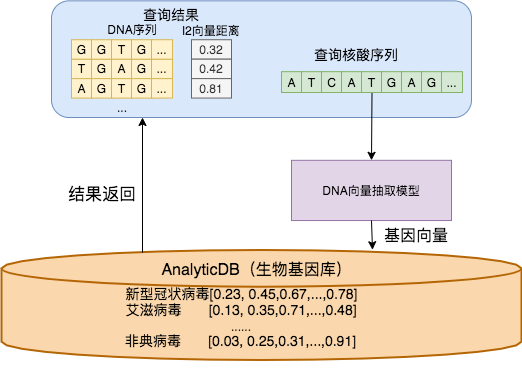 查询结果
DNA序列 l2向量距离
G G T G ... 0.32
T G A G ... 0.42
A G T G ... 0.81
...
查询核酸序列
A T C A T G A G ...
DNA向量抽取模型
结果返回
基因向量
AnalyticDB（生物基因库）
新型冠状病毒[0.23, 0.45,0.67,...,0.78]
艾滋病毒 [0.13, 0.35,0.71,...,0.48]
......
非典病毒 [0.03, 0.25,0.31,...,0.91]